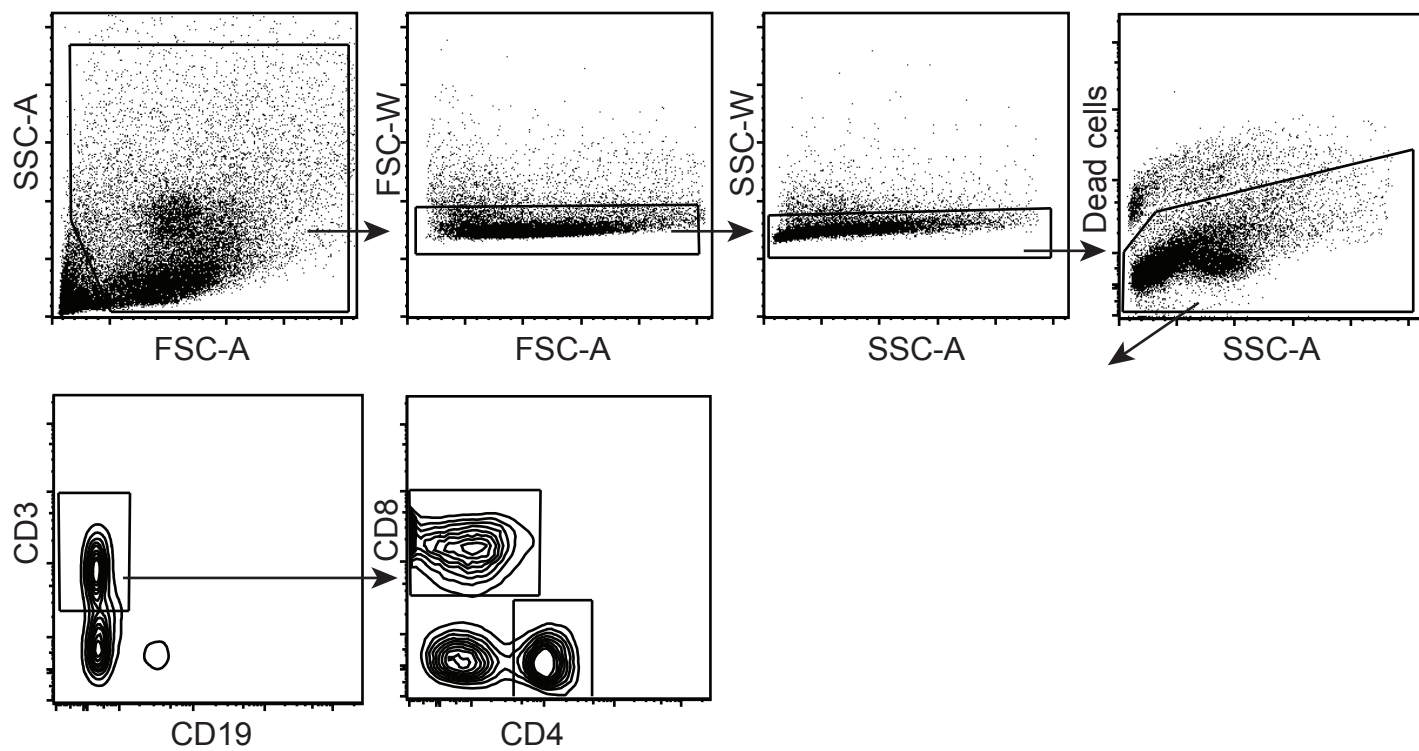 SSC-A
FSC-A
FSC-W
FSC-A
SSC-W
SSC-A
Dead cells
SSC-A
CD3
CD19
CD8
CD4